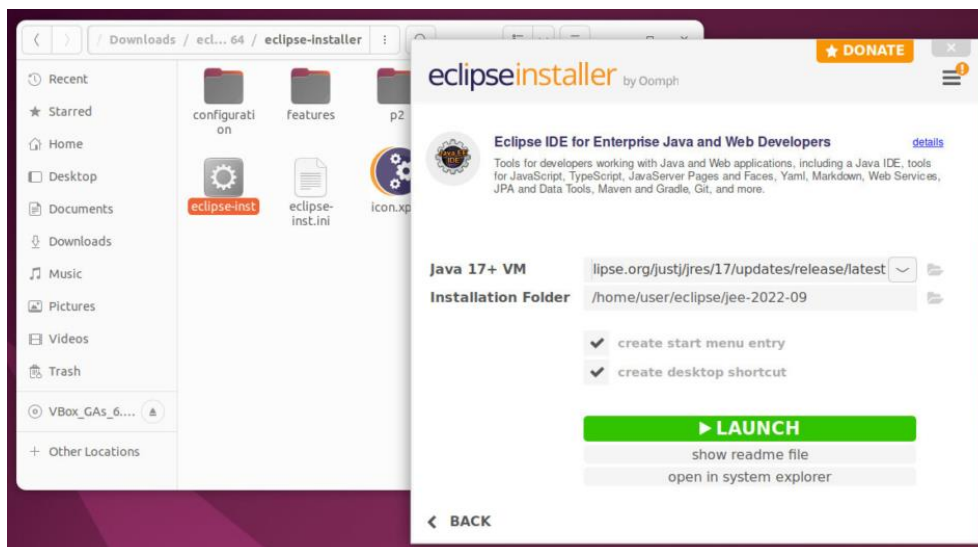 / Downloads / ecl... 64 / eclipse-installer
Recent
Starred
Home
Desktop
Documents
Downloads
Music
Pictures
Videos
Trash
VBox_GAs_6....
+ Other Locations
configurati
on
features
p2
eclipse-inst
eclipse-
inst.ini
icon.xp
DONATE
eclipseinstaller by Oomph
Eclipse IDE for Enterprise Java and Web Developers
details
Tools for developers working with Java and Web applications, including a Java IDE, tools
for JavaScript, TypeScript, JavaServer Pages and Faces, Yaml, Markdown, Web Services,
JPA and Data Tools, Maven and Gradle, Git, and more.
Java 17+ VM
lipse.org/justj/jres/17/updates/release/latest
Installation Folder
/home/user/eclipse/jee-2022-09
create start menu entry
create desktop shortcut
LAUNCH
show readme file
open in system explorer
BACK